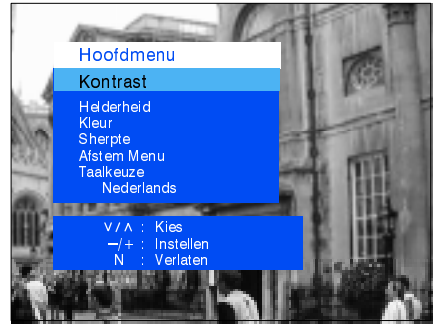 Hoofdmenu
Kontrast
Helderheid
Kleur
Sherpte
Afstem Menu
Taalkeuze
Nederlands
∨/∧ : Kies
−/+ : Instellen
N : Verlaten